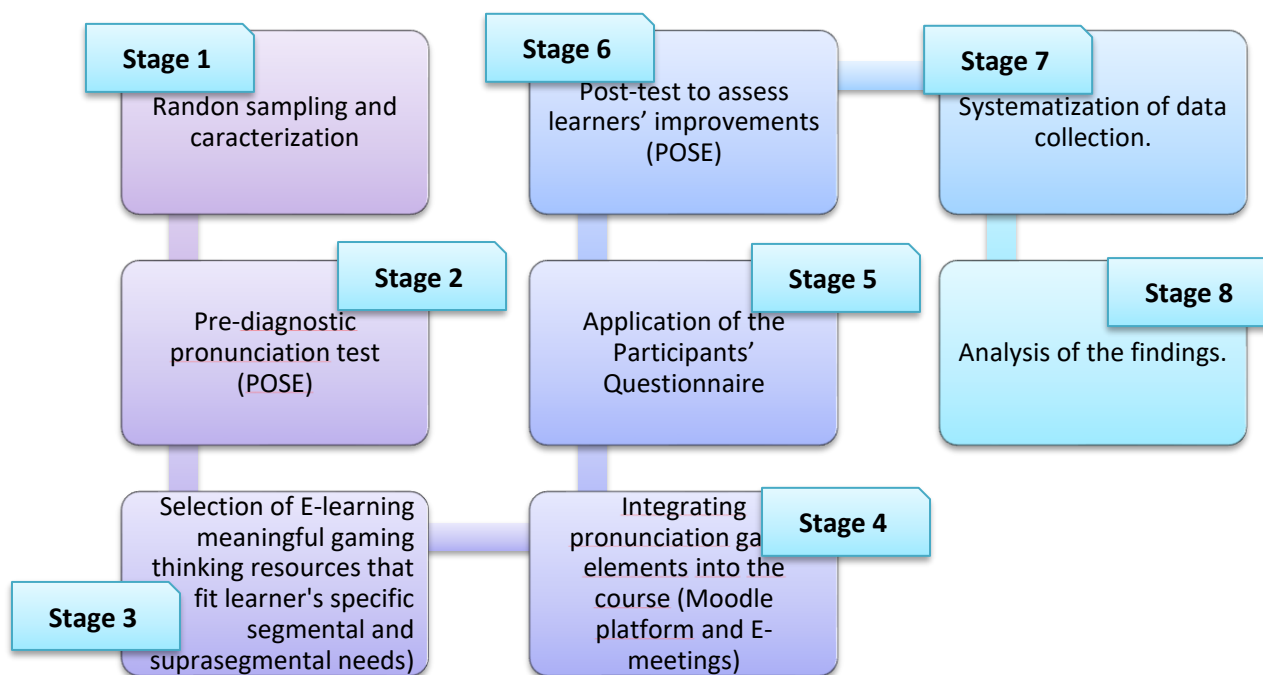 Stage 1
Randon sampling and
caracterization
Stage 2
Pre-diagnostic
pronunciation test
(POSE)
Stage 3
Selection of E-learning
meaningful gaming
thinking resources that
fit learner's specific
segmental and
suprasegmental needs)
Stage 4
Integrating
pronunciation
elements into the
course (Moodle
platform and E-
meetings)
Stage 5
Application of the
Participants’
Questionnaire
Stage 6
Post-test to assess
learners’ improvements
(POSE)
Stage 7
Systematization of data
collection.
Stage 8
Analysis of the findings.